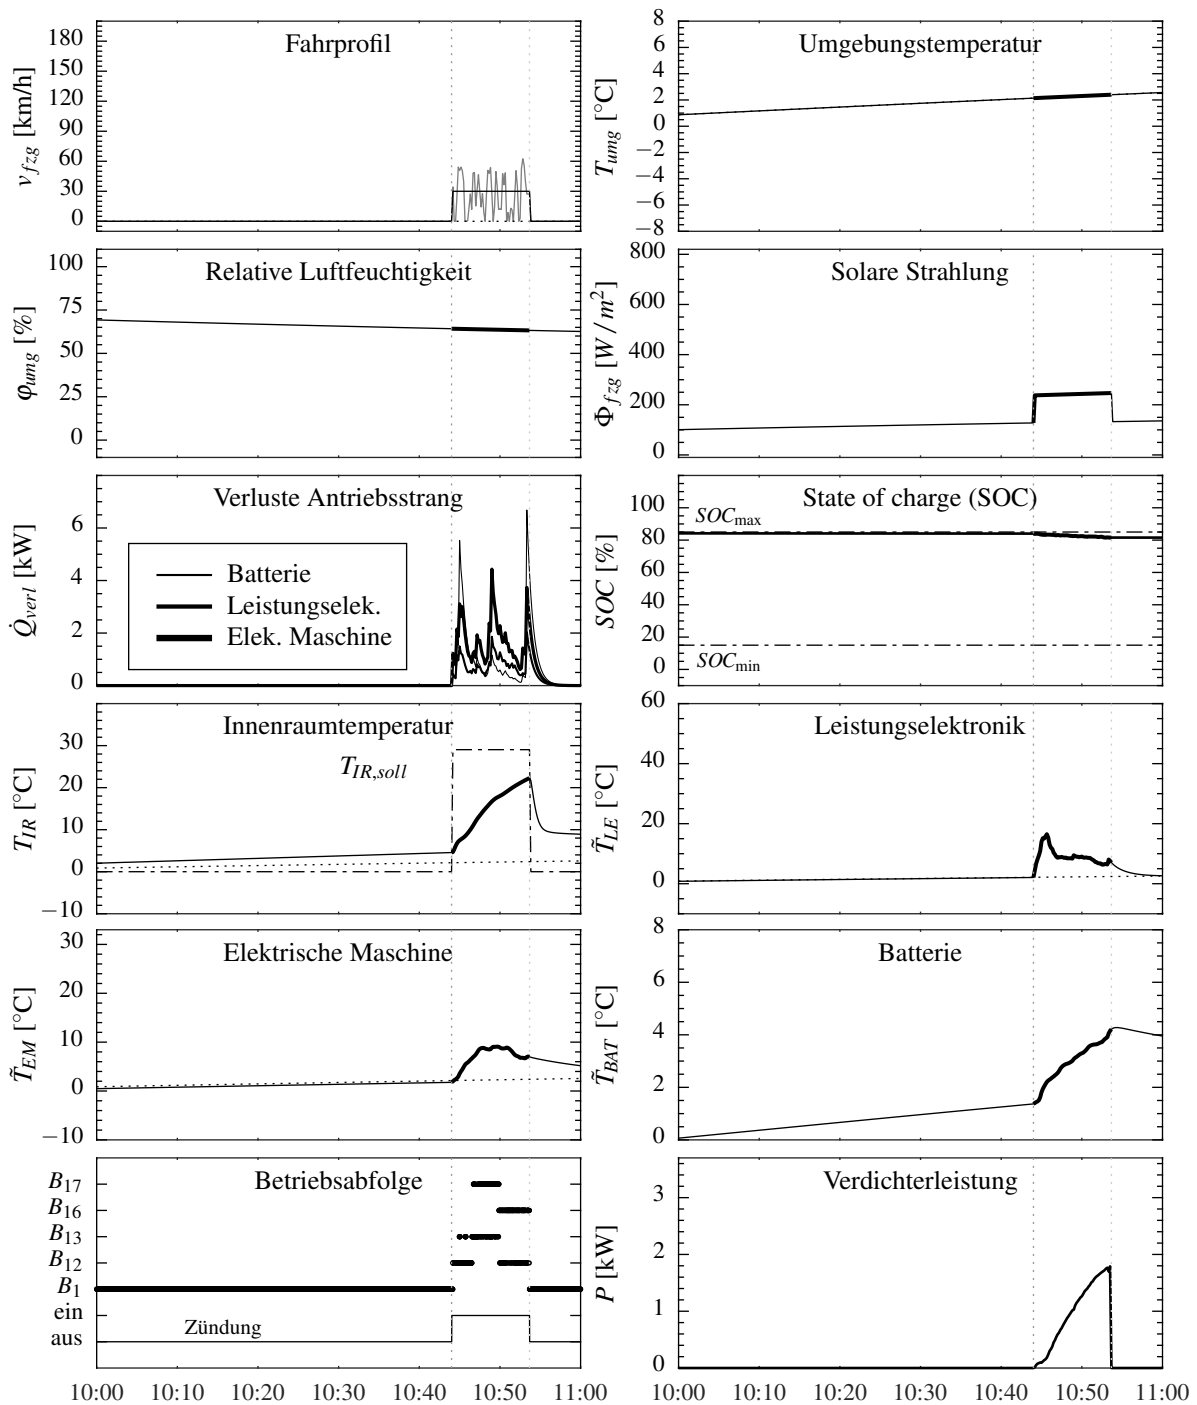 Fahrprofil
180
150
120
90
60
30
0
v_fzg [km/h]
Umgebungstemperatur
8
6
4
2
0
−2
−4
−6
−8
T_umg [°C]
Relative Luftfeuchtigkeit
100
75
50
25
0
φ_umg [%]
Solare Strahlung
800
600
400
200
0
Φ_fzg [W / m²]
Verluste Antriebsstrang
6
4
2
0
Q̇_verl [kW]
Batterie
Leistungselek.
Elek. Maschine
State of charge (SOC)
100
80
60
40
20
0
SOC [%]
SOC_max
SOC_min
Innenraumtemperatur
30
20
10
0
−10
T_IR [°C]
T_IR,soll
Leistungselektronik
60
40
20
0
T̃_LE [°C]
Elektrische Maschine
30
20
10
0
−10
T̃_EM [°C]
Batterie
8
6
4
2
0
T̃_BAT [°C]
Betriebsabfolge
B_17
B_16
B_13
B_12
B_1
ein
aus
Zündung
10:00 10:10 10:20 10:30 10:40 10:50 11:00
Verdichterleistung
3
2
1
0
P [kW]
10:00 10:10 10:20 10:30 10:40 10:50 11:00